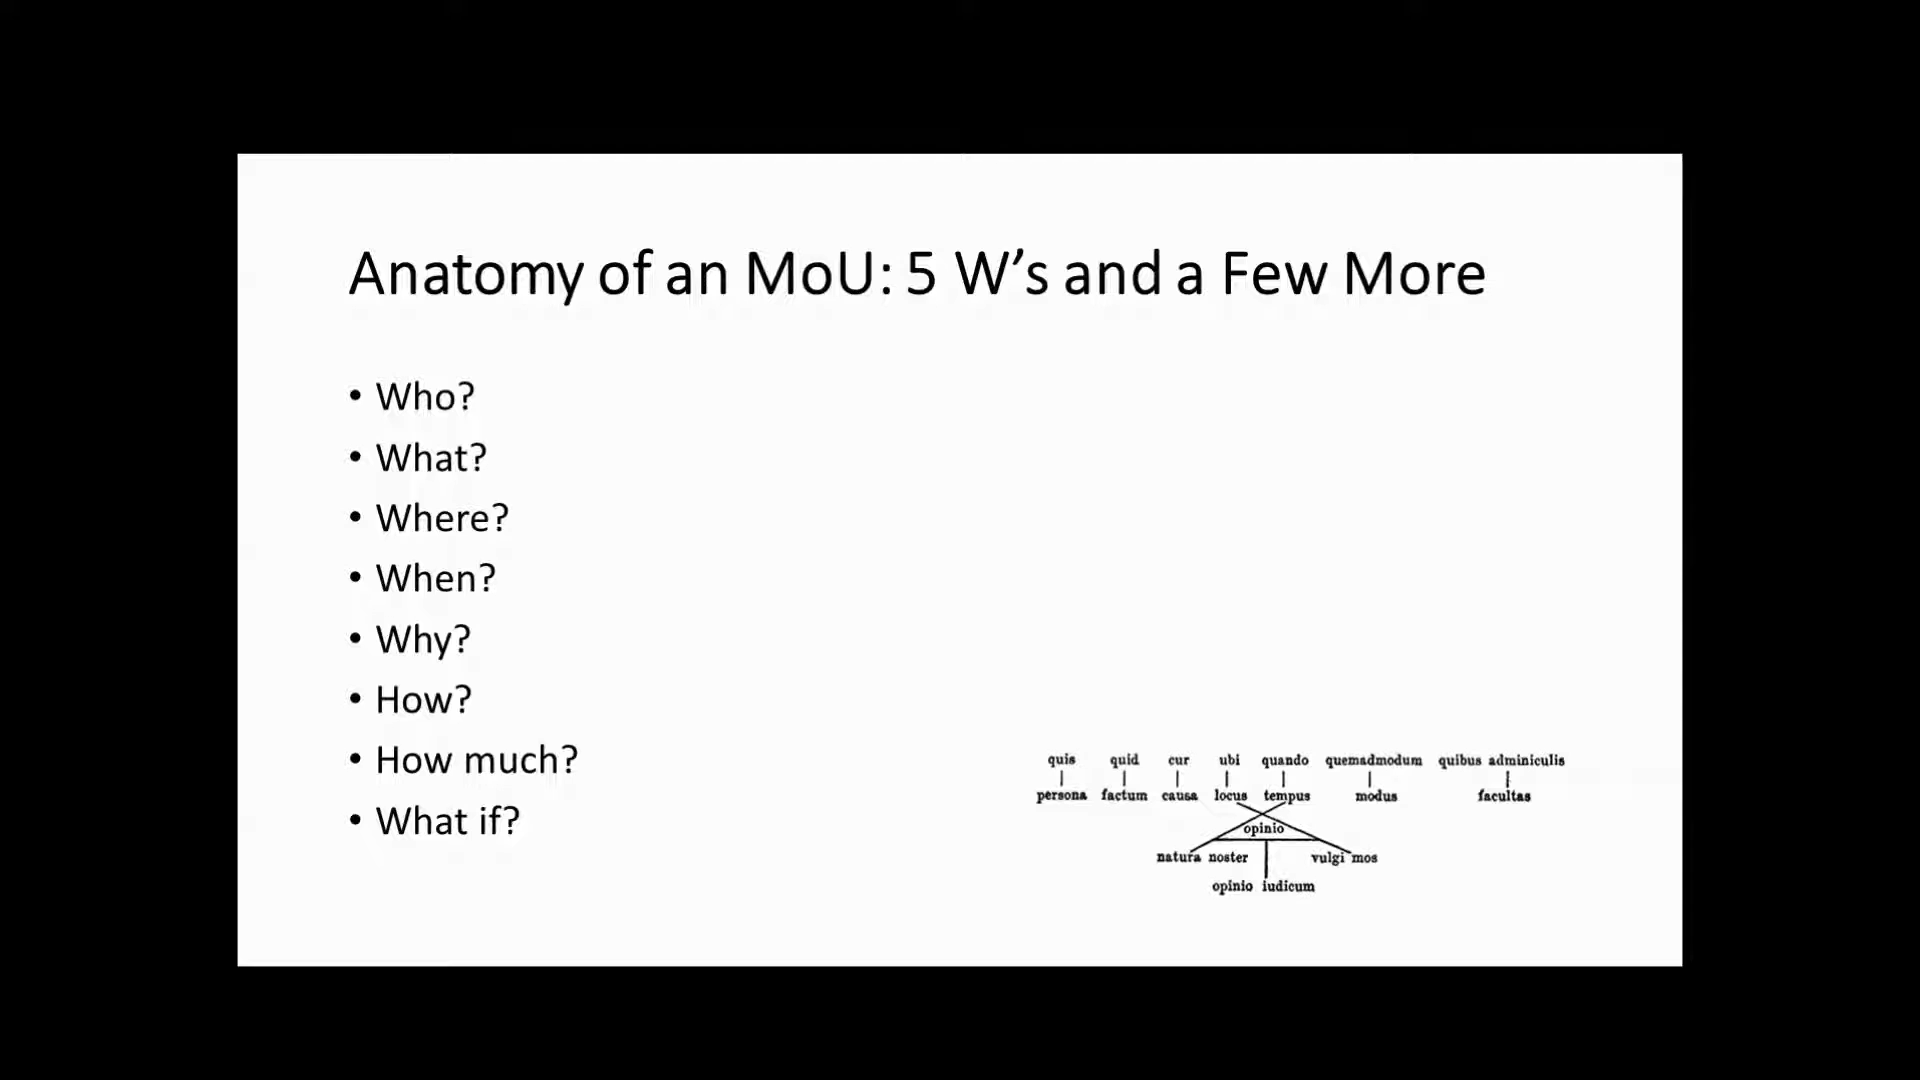 Anatomy of an MoU: 5 W’s and a Few More
• Who?
• What?
• Where?
• When?
• Why?
• How?
• How much?
• What if?
quis quid cur ubi quando quemadmodum quibus adminiculis
persona factum causa locus tempus modus facultas
opinio
natura noster vulgi mos
opinio iudicum